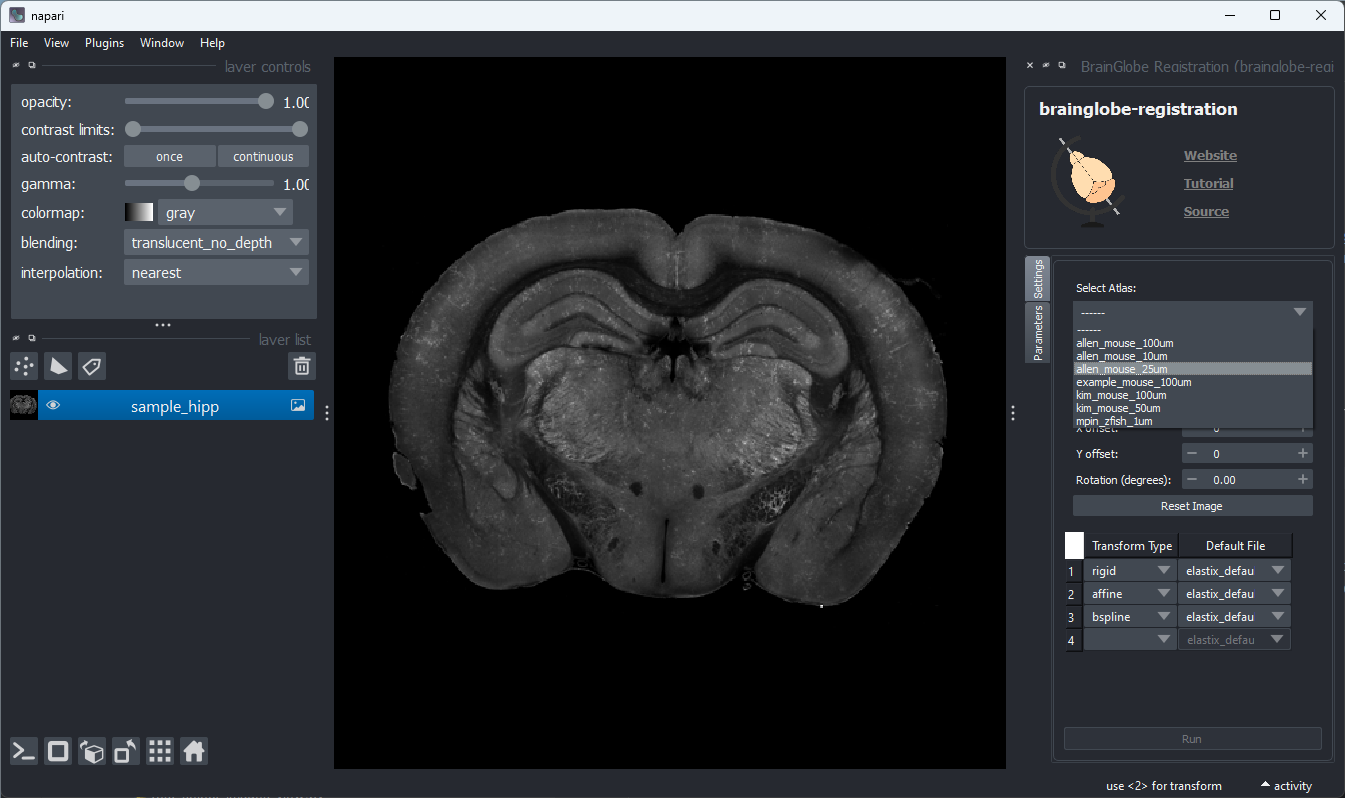 napari
File View Plugins Window Help
layer controls
opacity: 1.00
contrast limits:
auto-contrast: once continuous
gamma: 1.00
colormap: gray
blending: translucent_no_depth
interpolation: nearest
layer list
sample_hipp
BrainGlobe Registration (brainglobe-regi
brainglobe-registration
Website
Tutorial
Source
Settings
Parameters
Select Atlas:
------
------
allen_mouse_100um
allen_mouse_10um
allen_mouse_25um
example_mouse_100um
kim_mouse_100um
kim_mouse_50um
mpin_zfish_1um
X offset: 0
Y offset: 0
Rotation (degrees): 0.00
Reset Image
Transform Type Default File
1 rigid elastix_defau
2 affine elastix_defau
3 bspline elastix_defau
4 elastix_defau
Run
use <2> for transform activity